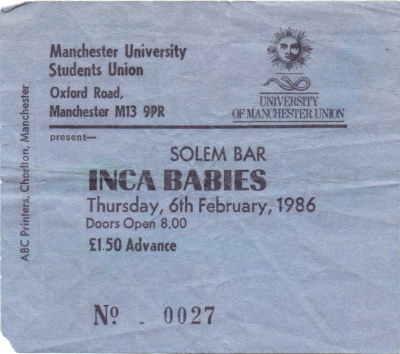 Manchester University
Students Union
Oxford Road,
Manchester M13 9PR
UNIVERSITY
OF MANCHESTER UNION
present—
SOLEM BAR
INCA BABIES
Thursday, 6th February, 1986
Doors Open 8.00
£1.50 Advance
Nº - 0027
ABC Printers, Chorlton, Manchester